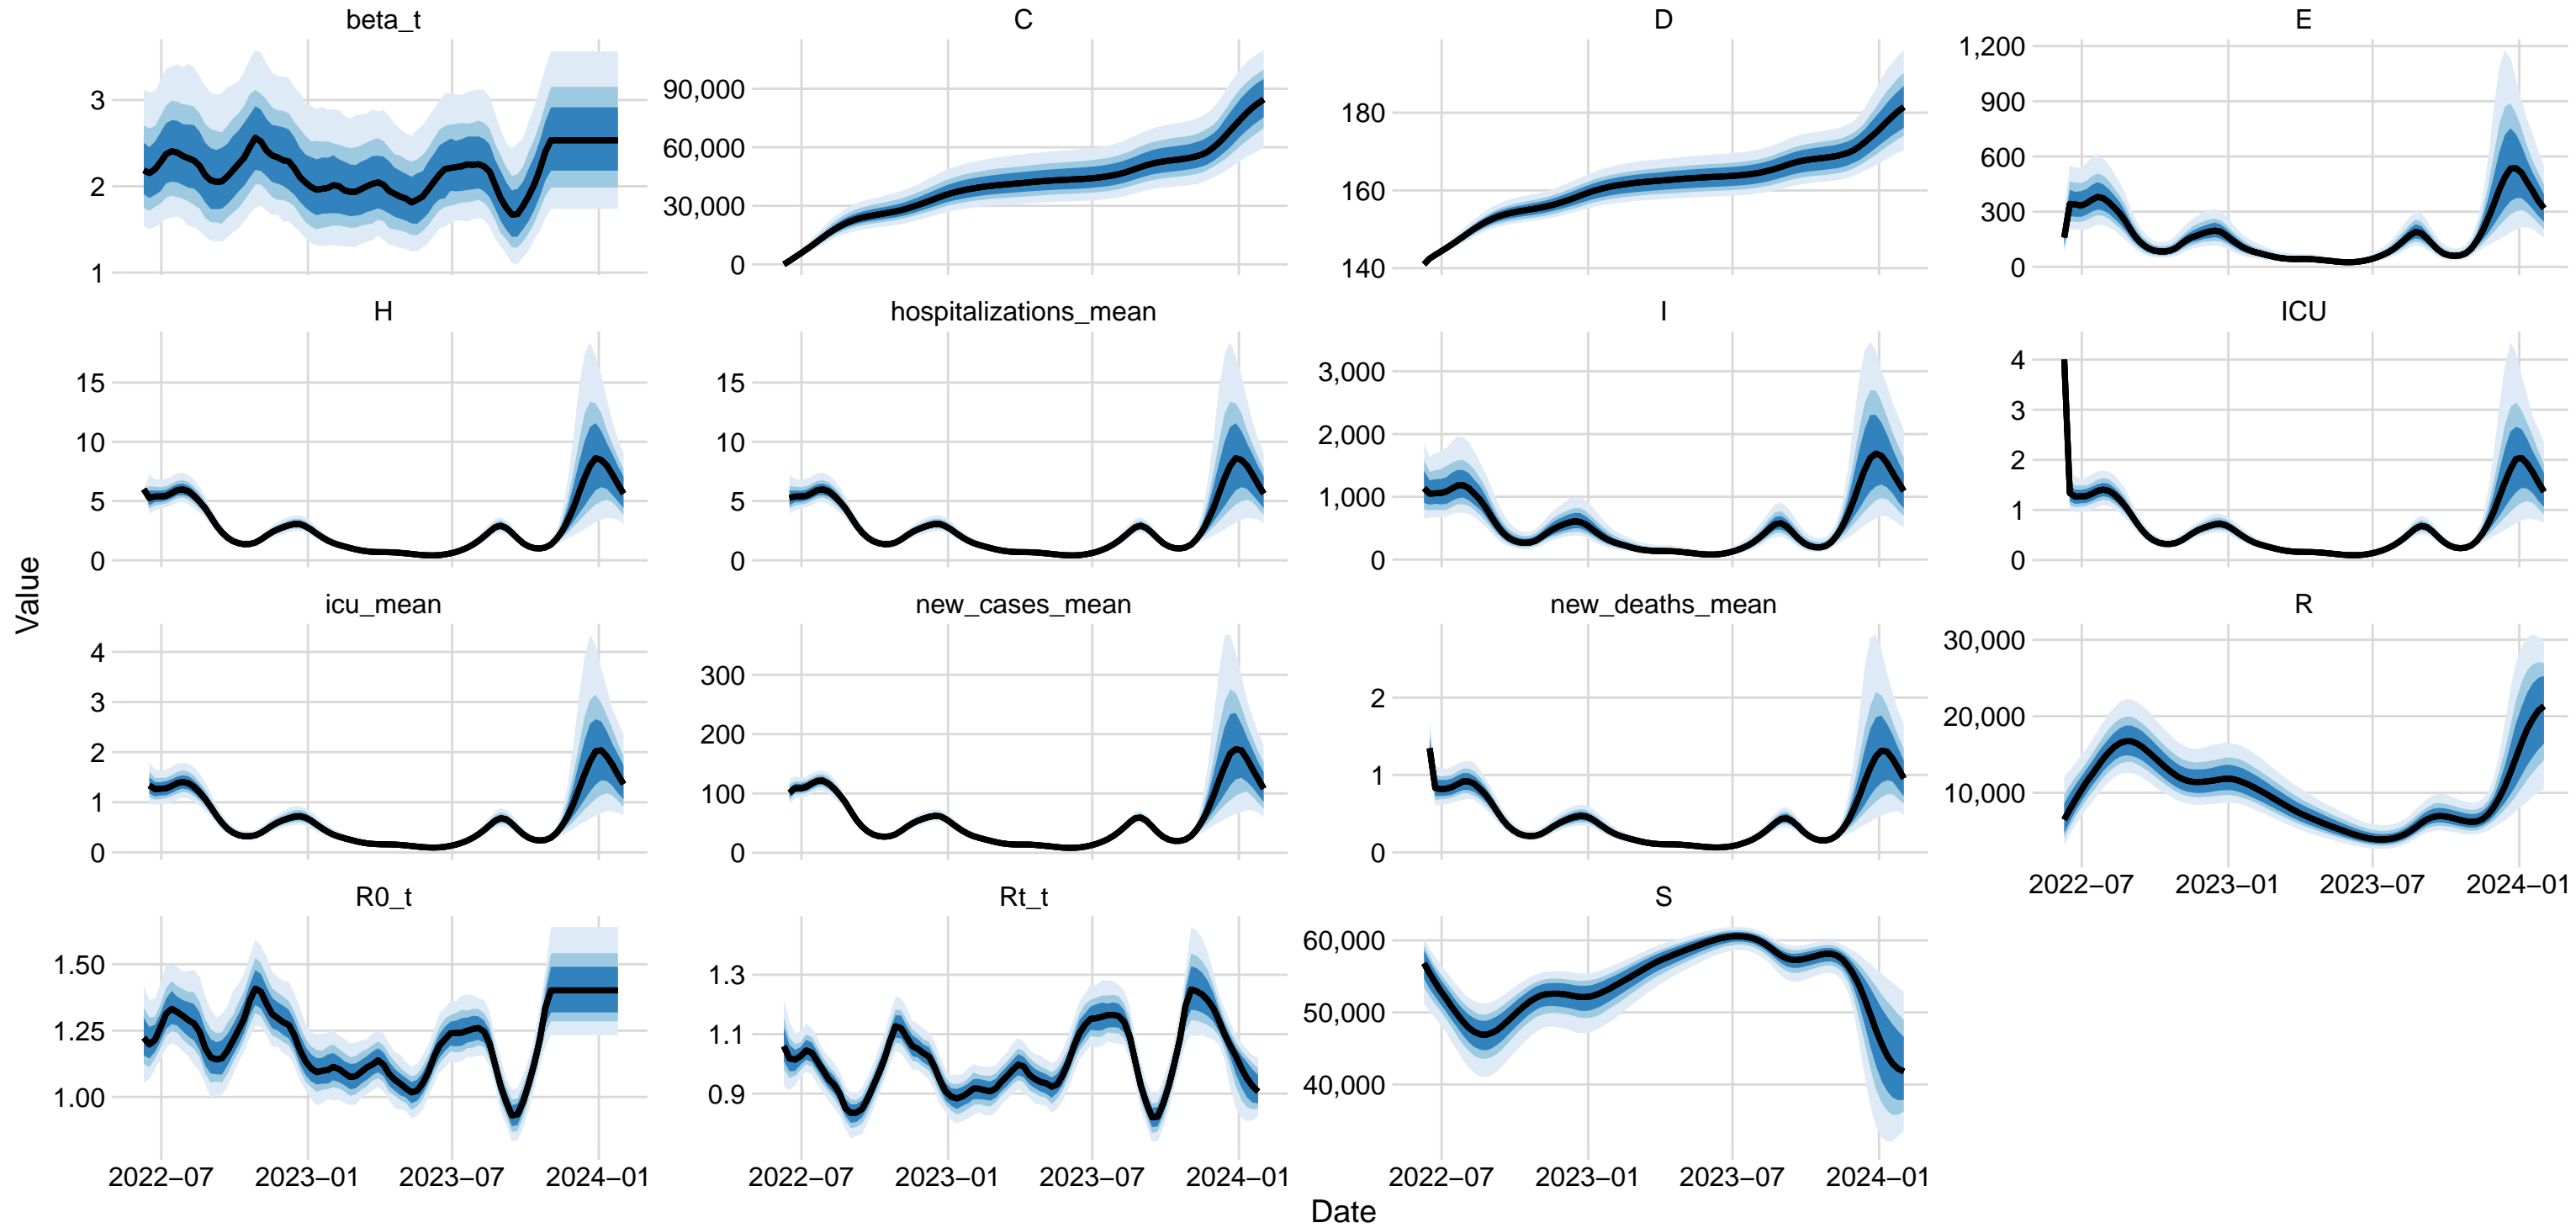 beta_t
C
D
E
3
2
1
90,000
60,000
30,000
0
180
160
140
1,200
900
600
300
0
H
hospitalizations_mean
I
ICU
15
10
5
0
15
10
5
0
3,000
2,000
1,000
0
4
3
2
1
0
icu_mean
new_cases_mean
new_deaths_mean
R
4
3
2
1
0
300
200
100
0
2
1
0
30,000
20,000
10,000
2022−07 2023−01 2023−07 2024−01
R0_t
Rt_t
S
1.50
1.25
1.00
1.3
1.1
0.9
60,000
50,000
40,000
2022−07 2023−01 2023−07 2024−01
2022−07 2023−01 2023−07 2024−01
2022−07 2023−01 2023−07 2024−01
Value
Date